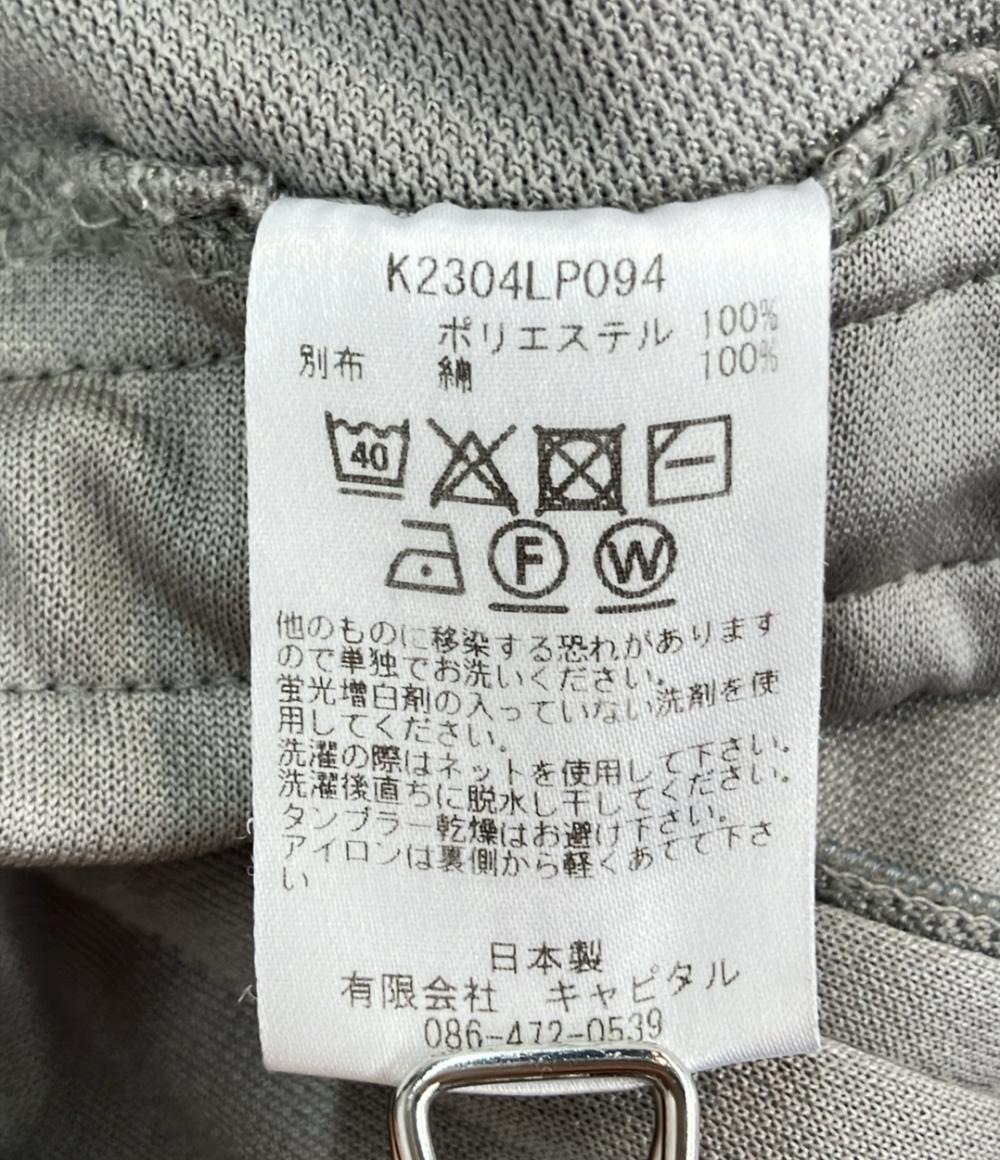 K2304LP094
ポリエステル 100%
別布 綿 100%
40
F W
他のものに移染する恐れがあります
ので単独でお洗いください。
蛍光増白剤の入っていない洗剤を使
用してください。
洗濯の際はネットを使用して下さい。
洗濯後直ちに脱水し干してください。
タンブラー乾燥はお避け下さい。
アイロンは裏側から軽くあてて下さ
い
日本製
有限会社 キャピタル
086-472-0539